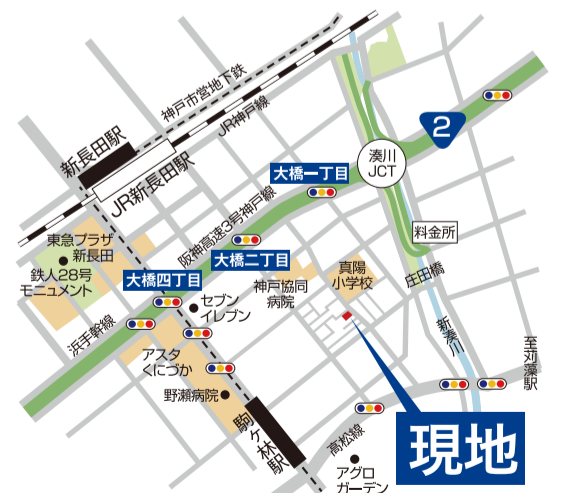 神戸市営地下鉄
JR神戸線
新長田駅
JR新長田駅
2
湊川
JCT
大橋一丁目
阪神高速3号神戸線
料金所
東急プラザ
新長田
鉄人28号
モニュメント
大橋二丁目
大橋四丁目
神戸協同
病院
真陽
小学校
庄田橋
セブン
イレブン
浜手幹線
新湊川
アスタ
くにづか
野瀬病院
至苅藻駅
駒ヶ林駅
高松線
現地
アグロ
ガーデン